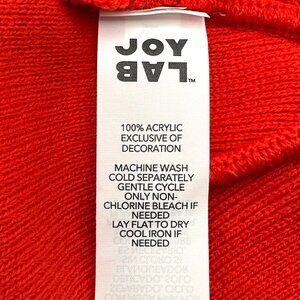 LAB
JOY
LAB™
100% ACRYLIC
EXCLUSIVE OF
DECORATION
MACHINE WASH
COLD SEPARATELY
GENTLE CYCLE
ONLY NON-
CHLORINE BLEACH IF
NEEDED
LAY FLAT TO DRY
COOL IRON IF
NEEDED